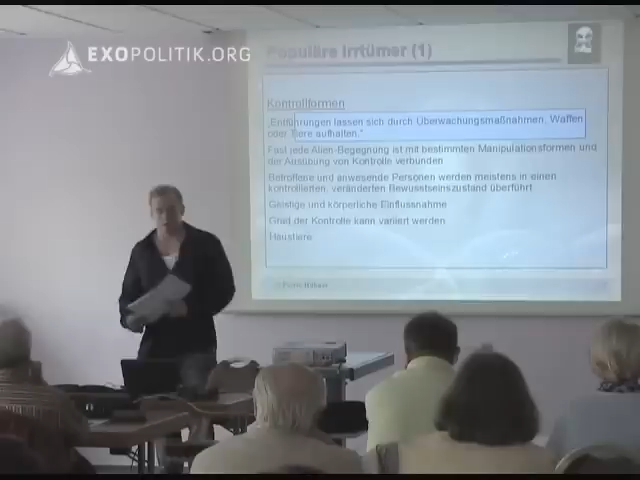 EXOPOLITIK.ORG
Populäre Irrtümer (1)
Kontrollformen
„Entführungen lassen sich durch Überwachungsmaßnahmen, Waffen
oder Tiere aufhalten."
Fast jede Alien-Begegnung ist mit bestimmten Manipulationsformen und
der Ausübung von Kontrolle verbunden
Betroffene und anwesende Personen werden meistens in einen
kontrollierten, veränderten Bewusstseinszustand überführt
Geistige und körperliche Einflussnahme
Grad der Kontrolle kann variiert werden
Haustiere